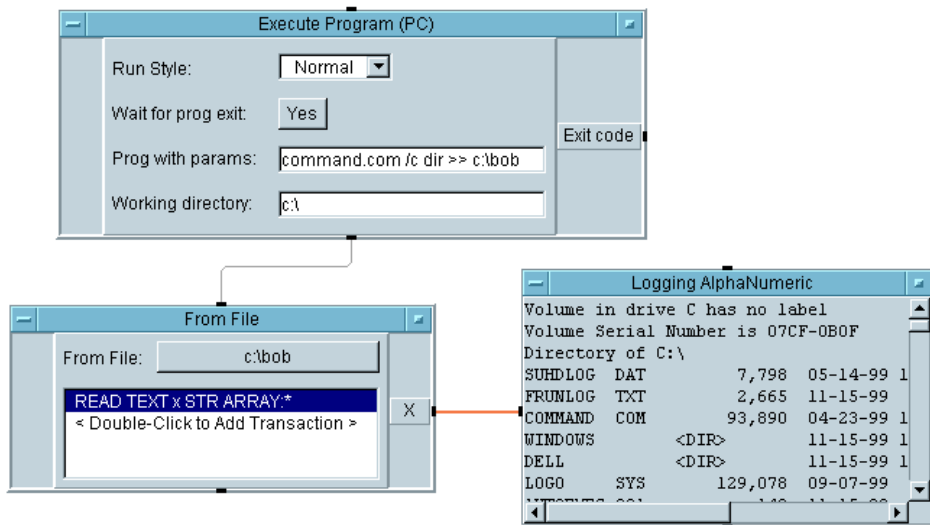 Execute Program (PC)
Run Style: Normal
Wait for prog exit: Yes
Exit code
Prog with params: command.com /c dir >> c:\bob
Working directory: c:\
From File
From File: c:\bob
READ TEXT x STR ARRAY:*
< Double-Click to Add Transaction >
X
Logging AlphaNumeric
Volume in drive C has no label
Volume Serial Number is 07CF-0B0F
Directory of C:\
SUHDLOG DAT 7,798 05-14-99 1
FRUNLOG TXT 2,665 11-15-99
COMMAND COM 93,890 04-23-99 1
WINDOWS <DIR> 11-15-99 1
DELL <DIR> 11-15-99 1
LOGO SYS 129,078 09-07-99